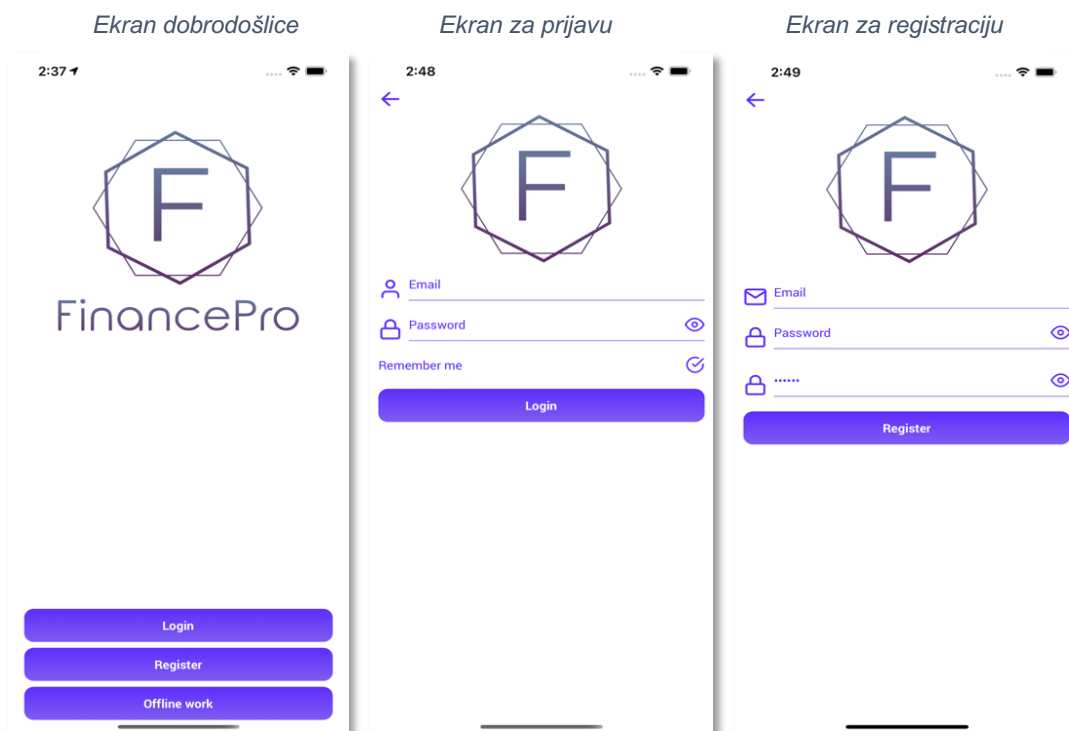 Ekran dobrodošlice
Ekran za prijavu
Ekran za registraciju
2:37
F
FinancePro
Login
Register
Offline work
2:48
F
Email
Password
Remember me
Login
2:49
F
Email
Password
••••••
Register